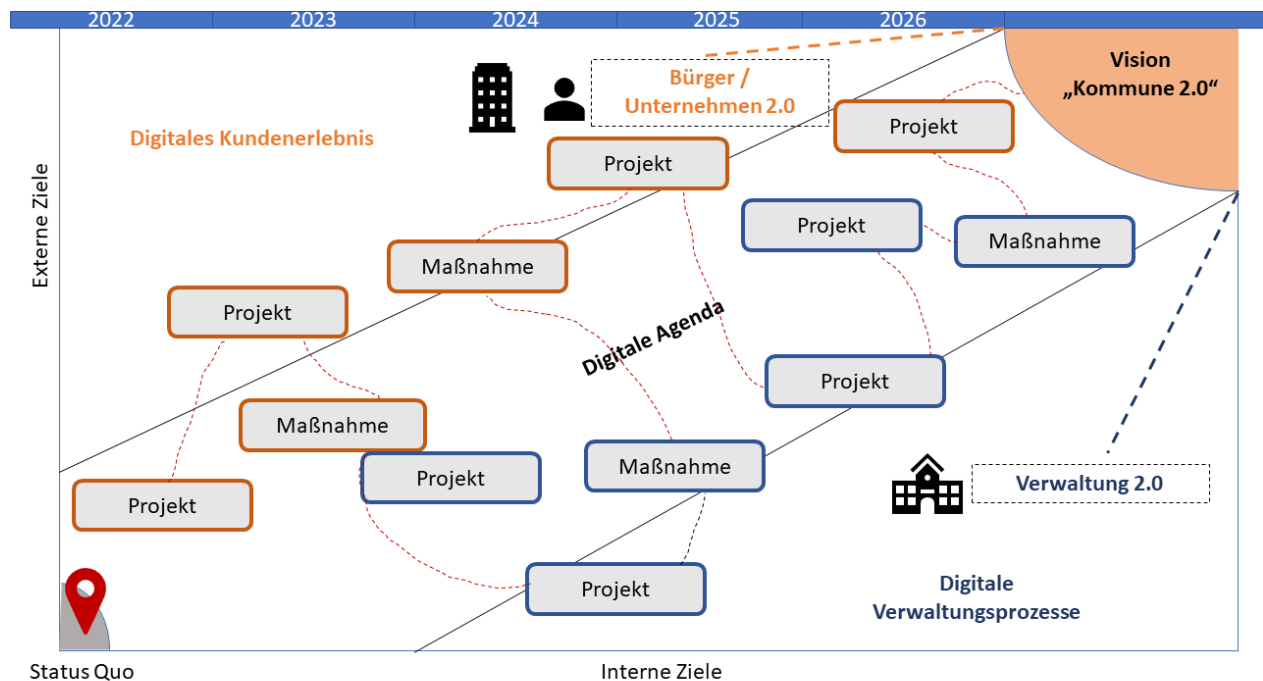 2022 2023 2024 2025 2026
Vision
„Kommune 2.0“
Bürger /
Unternehmen 2.0
Digitales Kundenerlebnis
Projekt
Projekt
Externe Ziele
Projekt
Maßnahme
Maßnahme
Projekt
Digitale Agenda
Projekt
Maßnahme
Projekt
Maßnahme
Verwaltung 2.0
Projekt
Projekt
Digitale
Verwaltungsprozesse
Status Quo
Interne Ziele